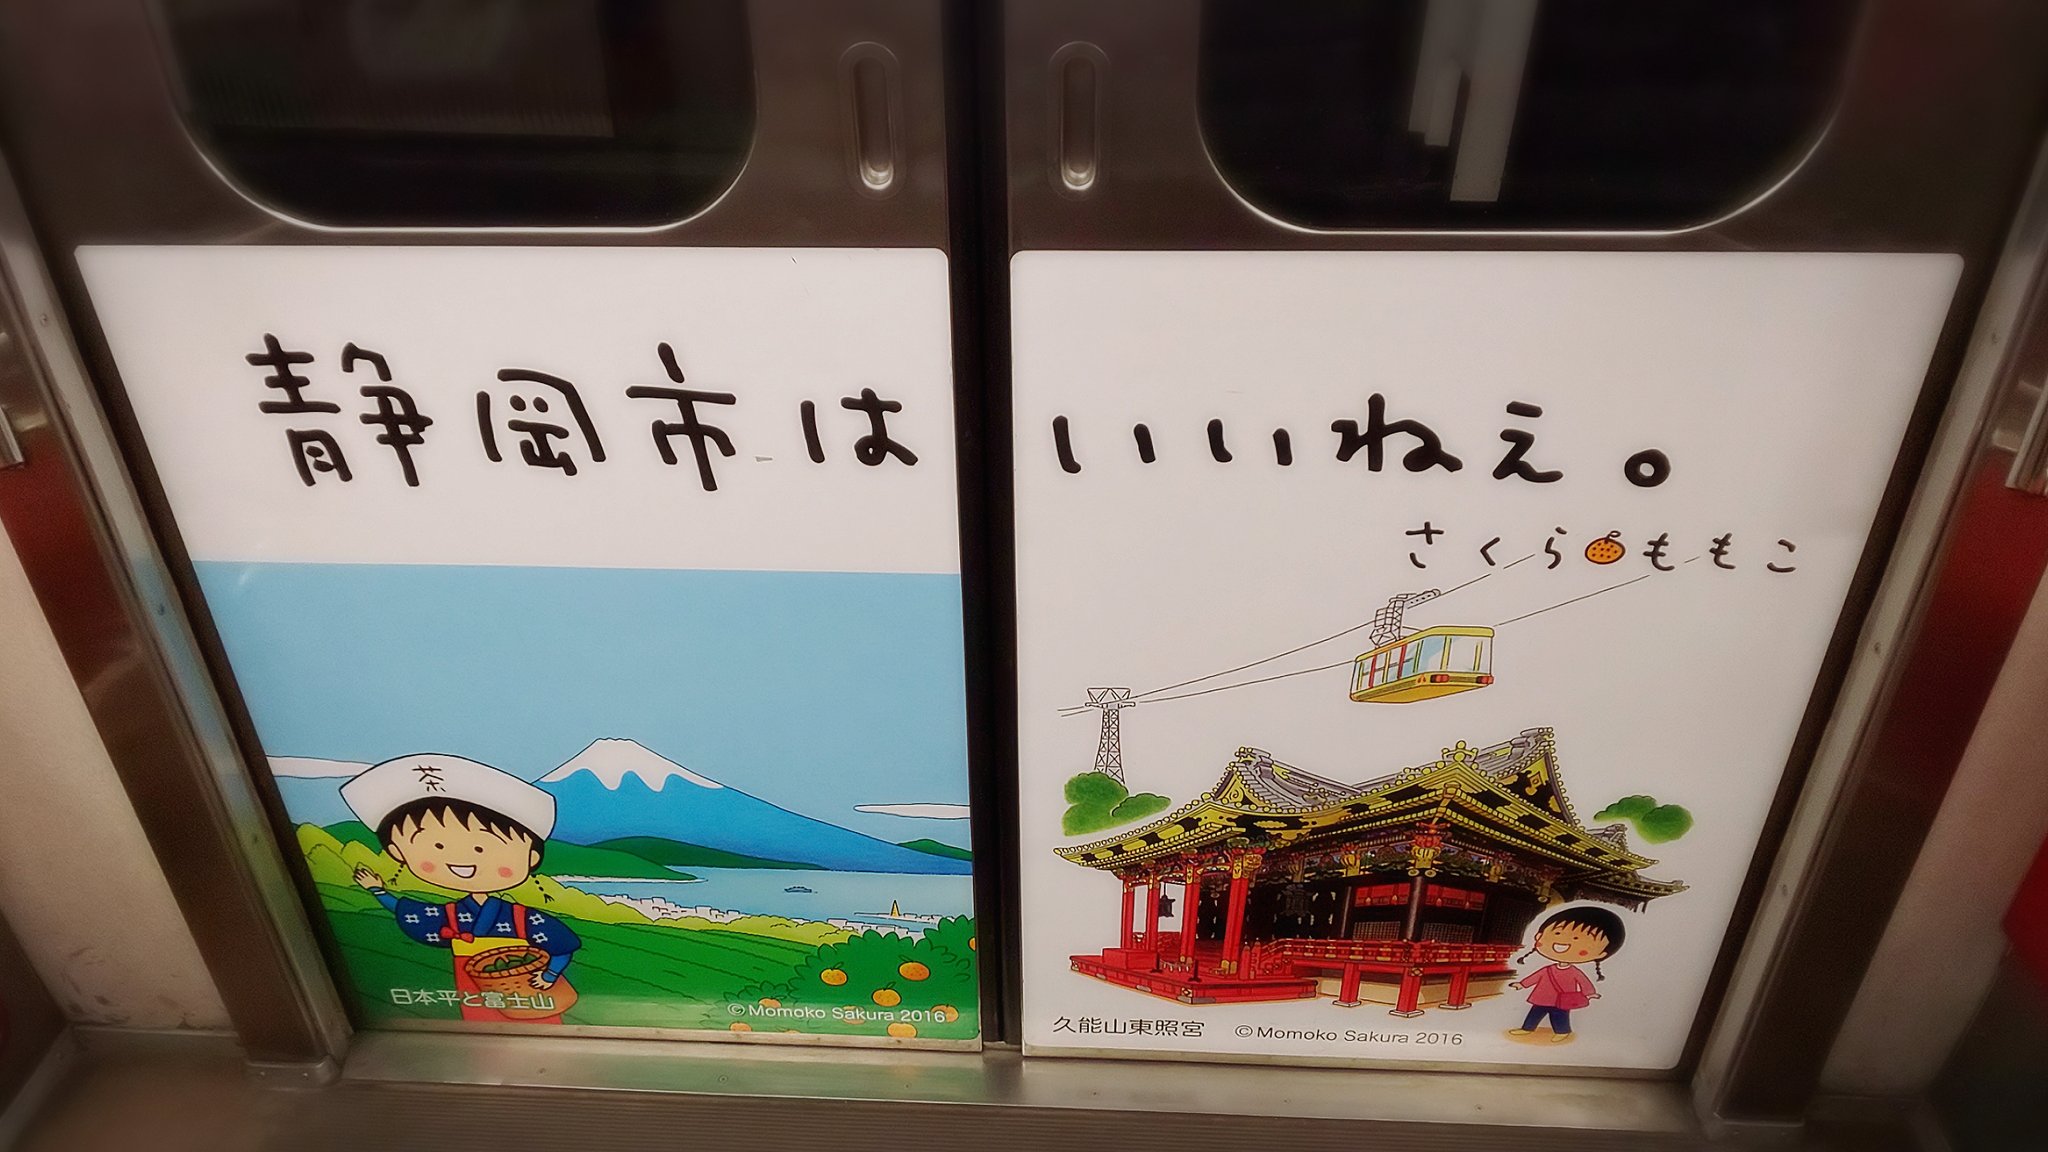 静岡市は いいねぇ。
さくらももこ
茶
日本平と富士山
©Momoko Sakura 2016
久能山東照宮
©Momoko Sakura 2016